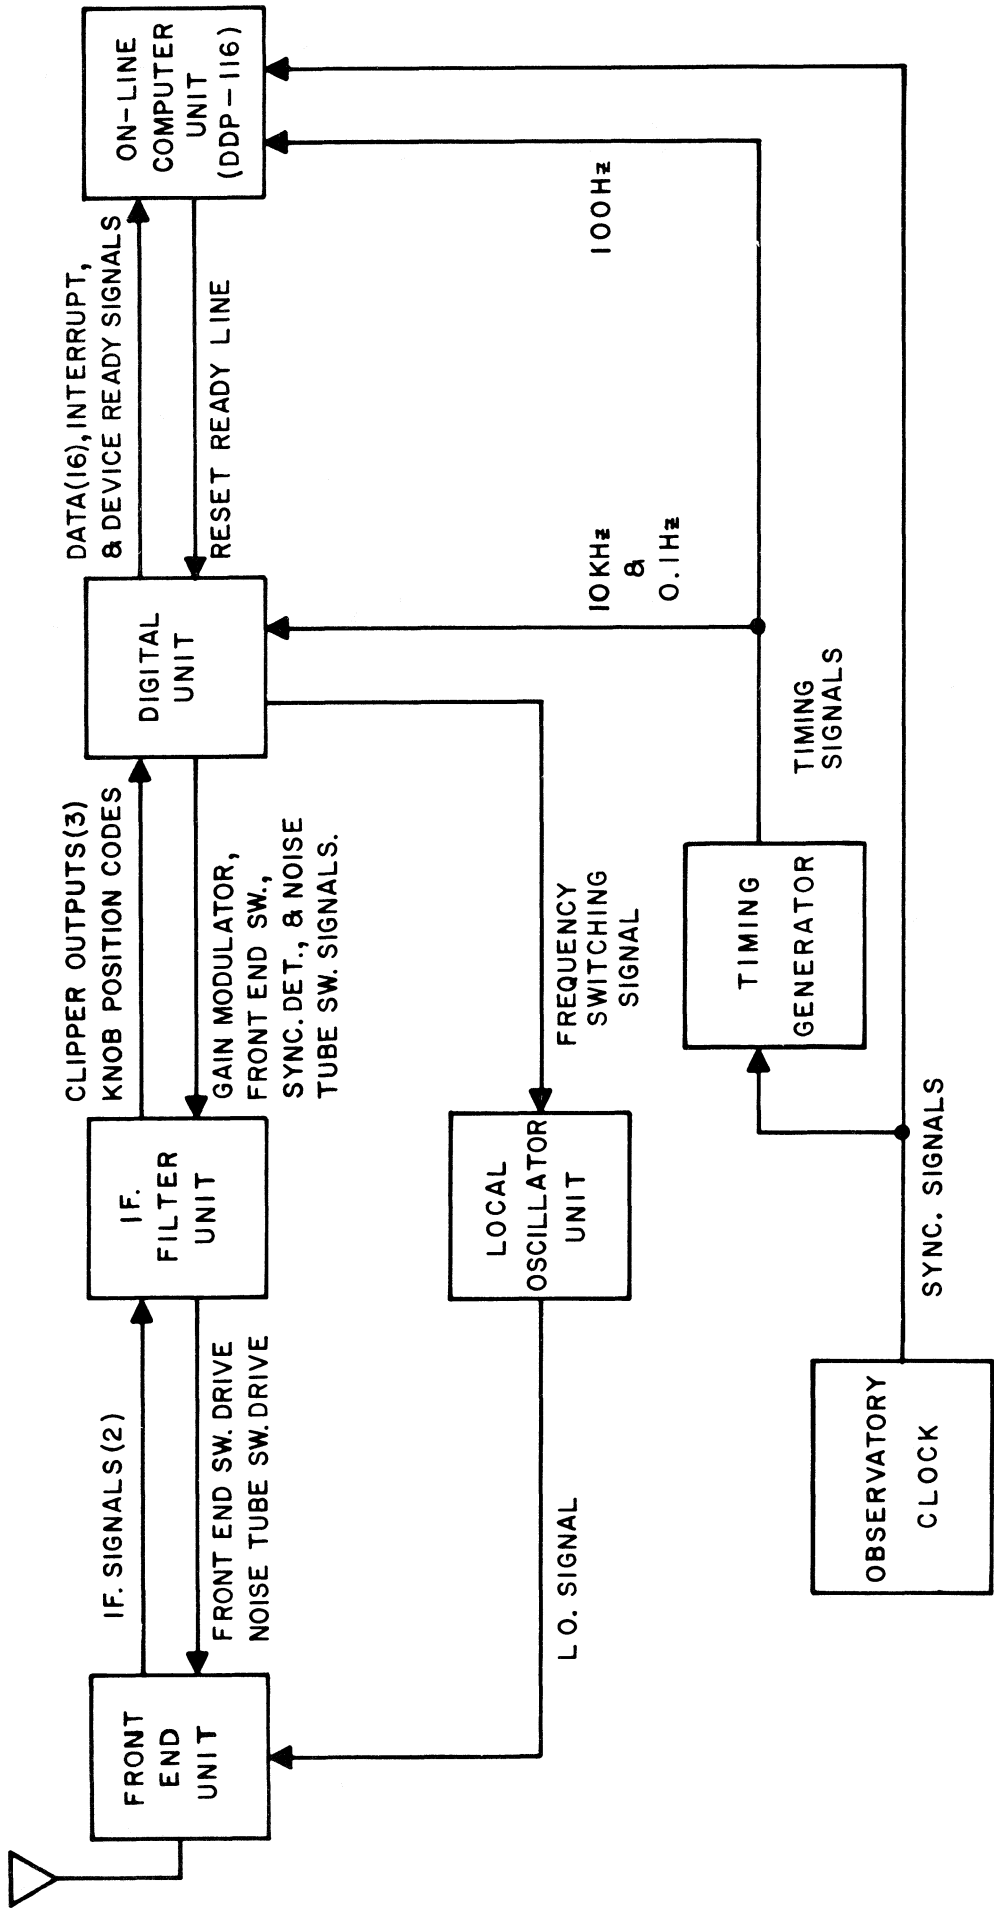 FRONT
END
UNIT
I F. SIGNALS (2)
FRONT END SW. DRIVE
NOISE TUBE SW. DRIVE
I F.
FILTER
UNIT
CLIPPER OUTPUTS (3)
KNOB POSITION CODES
GAIN MODULATOR,
FRONT END SW.,
SYNC. DET., & NOISE
TUBE SW. SIGNALS.
DIGITAL
UNIT
DATA (16), INTERRUPT,
& DEVICE READY SIGNALS
RESET READY LINE
ON-LINE
COMPUTER
UNIT
(DDP-116)
L O. SIGNAL
LOCAL
OSCILLATOR
UNIT
FREQUENCY
SWITCHING
SIGNAL
10KHz
&
0.1Hz
100Hz
TIMING
GENERATOR
TIMING
SIGNALS
OBSERVATORY
CLOCK
SYNC. SIGNALS